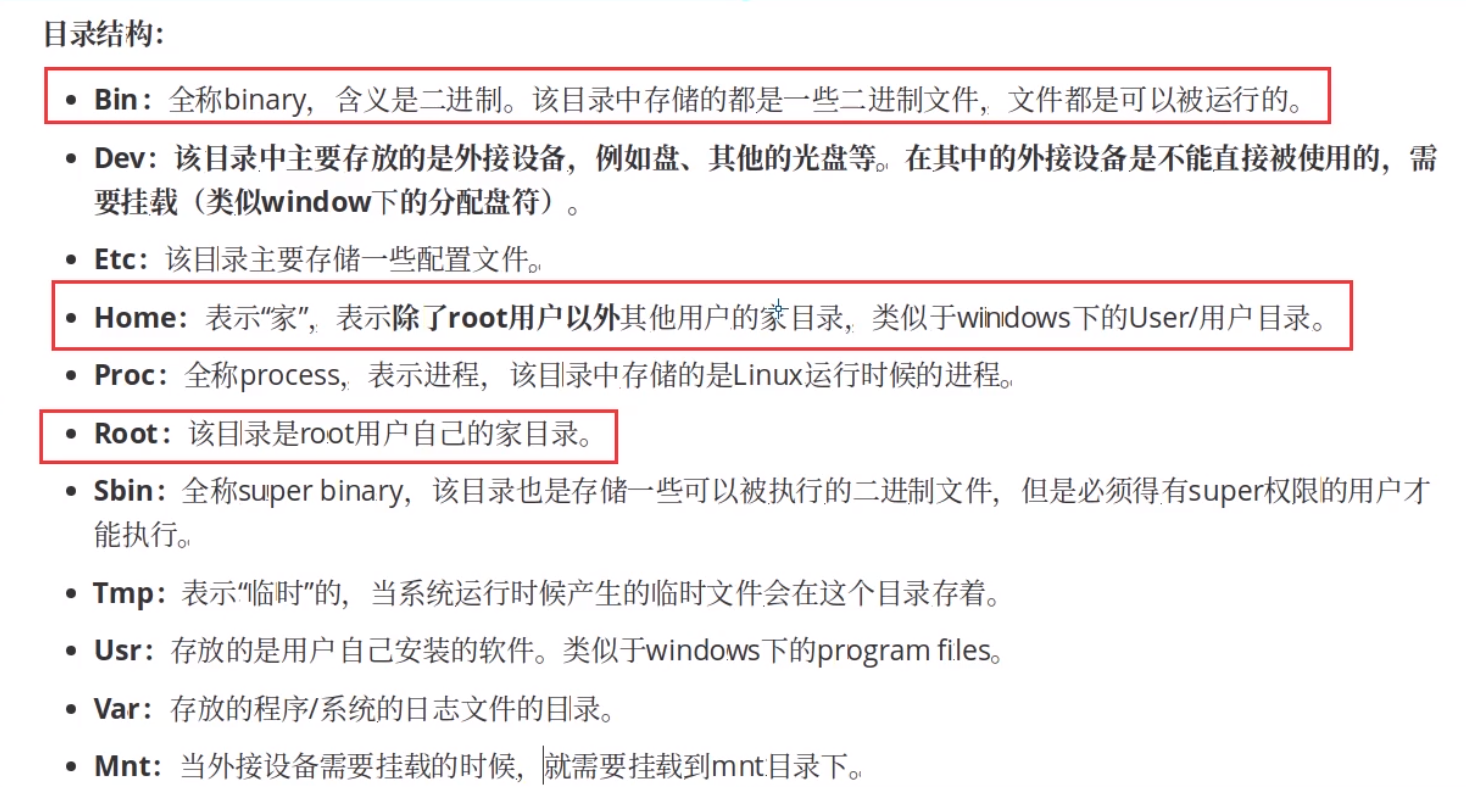 目录结构：
• Bin：全称binary，含义是二进制。该目录中存储的都是一些二进制文件，文件都是可以被运行的。
• Dev：该目录中主要存放的是外接设备，例如盘、其他的光盘等。在其中的外接设备是不能直接被使用的，需
要挂载（类似window下的分配盘符）。
• Etc：该目录主要存储一些配置文件。
• Home：表示“家”，表示除了root用户以外其他用户的家目录，类似于windows下的User/用户目录。
• Proc：全称process，表示进程，该目录中存储的是Linux运行时候的进程。
• Root：该目录是root用户自己的家目录。
• Sbin：全称super binary，该目录也是存储一些可以被执行的二进制文件，但是必须得有super权限的用户才
能执行。
• Tmp：表示“临时”的，当系统运行时候产生的临时文件会在这个目录存着。
• Usr：存放的是用户自己安装的软件。类似于windows下的program files。
• Var：存放的程序/系统的日志文件的目录。
• Mnt：当外接设备需要挂载的时候，就需要挂载到mnt目录下。